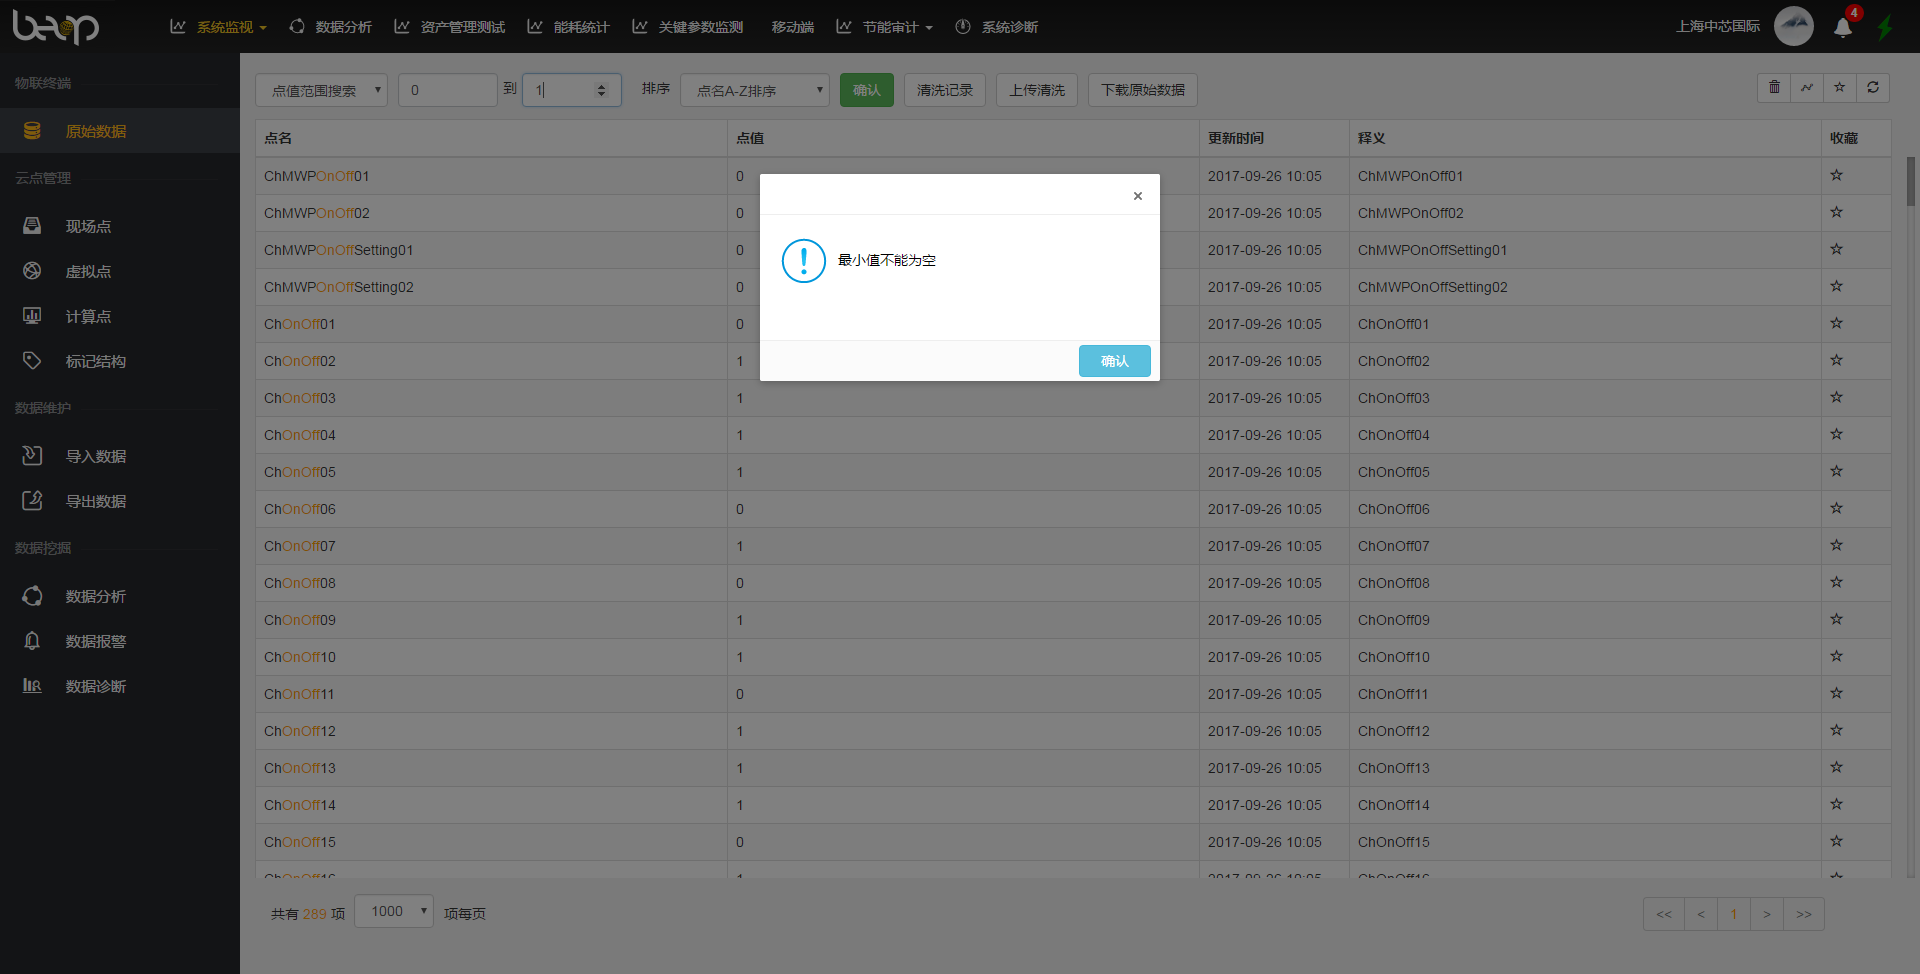 beop 系统监视 数据分析 资产管理测试 能耗统计 关键参数监测 移动端 节能审计 系统诊断 上海中芯国际 4
物联终端
原始数据
云点管理
现场点
虚拟点
计算点
标记结构
数据维护
导入数据
导出数据
数据挖掘
数据分析
数据报警
数据诊断
点值范围搜索 0 到 1 排序 点名A-Z排序 确认 清洗记录 上传清洗 下载原始数据
点名 点值 更新时间 释义 收藏
ChMWPOnOff01 0 2017-09-26 10:05 ChMWPOnOff01
ChMWPOnOff02 0 2017-09-26 10:05 ChMWPOnOff02
ChMWPOnOffSetting01 0 2017-09-26 10:05 ChMWPOnOffSetting01
ChMWPOnOffSetting02 0 2017-09-26 10:05 ChMWPOnOffSetting02
ChOnOff01 0 2017-09-26 10:05 ChOnOff01
ChOnOff02 1 2017-09-26 10:05 ChOnOff02
ChOnOff03 1 2017-09-26 10:05 ChOnOff03
ChOnOff04 1 2017-09-26 10:05 ChOnOff04
ChOnOff05 1 2017-09-26 10:05 ChOnOff05
ChOnOff06 0 2017-09-26 10:05 ChOnOff06
ChOnOff07 1 2017-09-26 10:05 ChOnOff07
ChOnOff08 0 2017-09-26 10:05 ChOnOff08
ChOnOff09 1 2017-09-26 10:05 ChOnOff09
ChOnOff10 1 2017-09-26 10:05 ChOnOff10
ChOnOff11 0 2017-09-26 10:05 ChOnOff11
ChOnOff12 1 2017-09-26 10:05 ChOnOff12
ChOnOff13 1 2017-09-26 10:05 ChOnOff13
ChOnOff14 1 2017-09-26 10:05 ChOnOff14
ChOnOff15 0 2017-09-26 10:05 ChOnOff15
ChOnOff16 1 2017-09-26 10:05 ChOnOff16
×
最小值不能为空
确认
共有 289 项 1000 项每页
<< < 1 > >>